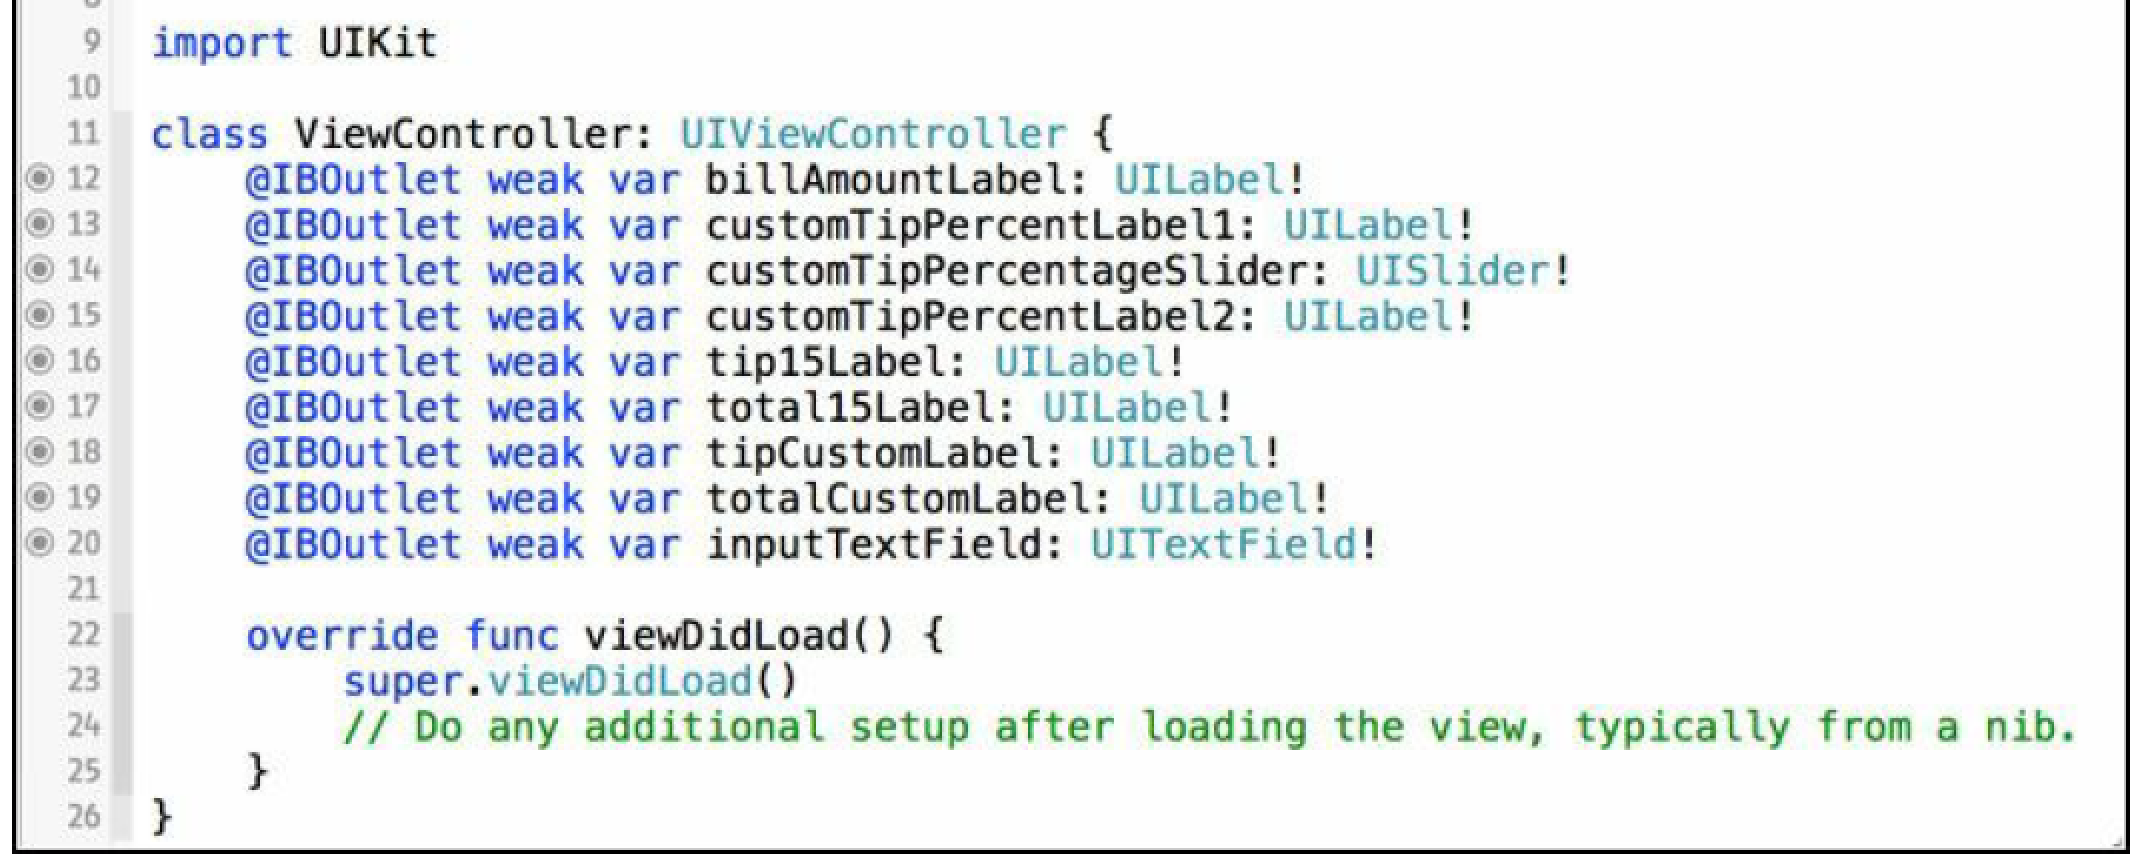 9 import UIKit
10
11 class ViewController: UIViewController {
12 @IBOutlet weak var billAmountLabel: UILabel!
13 @IBOutlet weak var customTipPercentLabel1: UILabel!
14 @IBOutlet weak var customTipPercentageSlider: UISlider!
15 @IBOutlet weak var customTipPercentLabel2: UILabel!
16 @IBOutlet weak var tip15Label: UILabel!
17 @IBOutlet weak var total15Label: UILabel!
18 @IBOutlet weak var tipCustomLabel: UILabel!
19 @IBOutlet weak var totalCustomLabel: UILabel!
20 @IBOutlet weak var inputTextField: UITextField!
21
22 override func viewDidLoad() {
23 super.viewDidLoad()
24 // Do any additional setup after loading the view, typically from a nib.
25 }
26 }